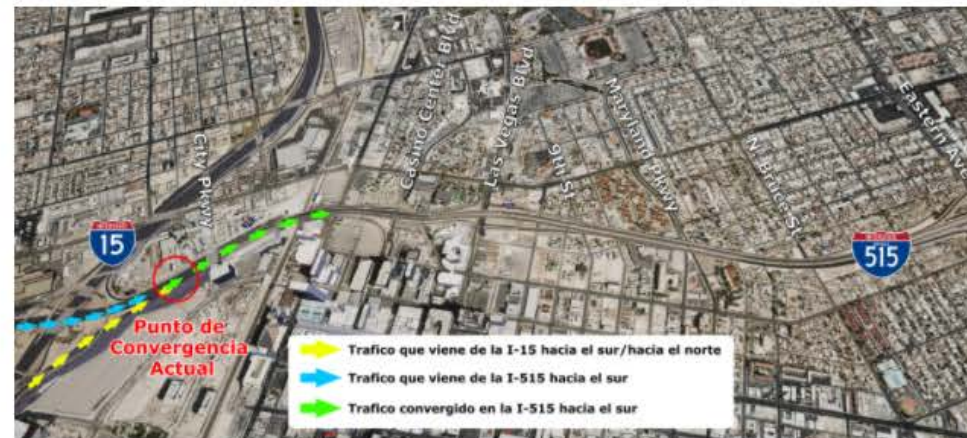 Casino Center Blvd
Las Vegas Blvd
Maryland Pkwy
Eastern Ave
City Pkwy
9th St
N. Bruce St
INTERSTATE
15
515
Punto de
Convergencia
Actual
Trafico que viene de la I-15 hacia el sur/hacia el norte
Trafico que viene de la I-515 hacia el sur
Trafico convergido en la I-515 hacia el sur